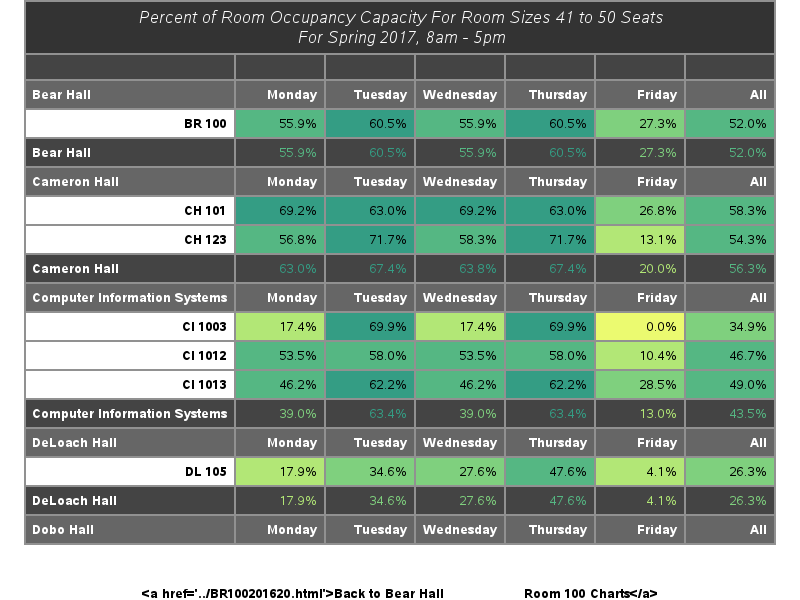 Percent of Room Occupancy Capacity For Room Sizes 41 to 50 Seats
For Spring 2017, 8am - 5pm
Bear Hall Monday Tuesday Wednesday Thursday Friday All
BR 100 55.9% 60.5% 55.9% 60.5% 27.3% 52.0%
Bear Hall 55.9% 60.5% 55.9% 60.5% 27.3% 52.0%
Cameron Hall Monday Tuesday Wednesday Thursday Friday All
CH 101 69.2% 63.0% 69.2% 63.0% 26.8% 58.3%
CH 123 56.8% 71.7% 58.3% 71.7% 13.1% 54.3%
Cameron Hall 63.0% 67.4% 63.8% 67.4% 20.0% 56.3%
Computer Information Systems Monday Tuesday Wednesday Thursday Friday All
CI 1003 17.4% 69.9% 17.4% 69.9% 0.0% 34.9%
CI 1012 53.5% 58.0% 53.5% 58.0% 10.4% 46.7%
CI 1013 46.2% 62.2% 46.2% 62.2% 28.5% 49.0%
Computer Information Systems 39.0% 63.4% 39.0% 63.4% 13.0% 43.5%
DeLoach Hall Monday Tuesday Wednesday Thursday Friday All
DL 105 17.9% 34.6% 27.6% 47.6% 4.1% 26.3%
DeLoach Hall 17.9% 34.6% 27.6% 47.6% 4.1% 26.3%
Dobo Hall Monday Tuesday Wednesday Thursday Friday All
<a href='../BR100201620.html'>Back to Bear Hall Room 100 Charts</a>